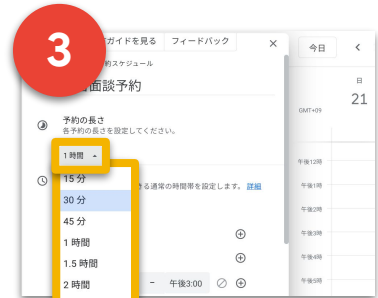 3
ガイドを見る フィードバック
今日
約スケジュール
面談予約
予約の長さ
各予約の長さを設定してください。
1 時間
15 分
30 分
45 分
1 時間
1.5 時間
2 時間
きる通常の時間帯を設定します。 詳細
– 午後3:00
日
21
GMT+09
午後12時
午後1時
午後2時
午後3時
午後4時
午後5時